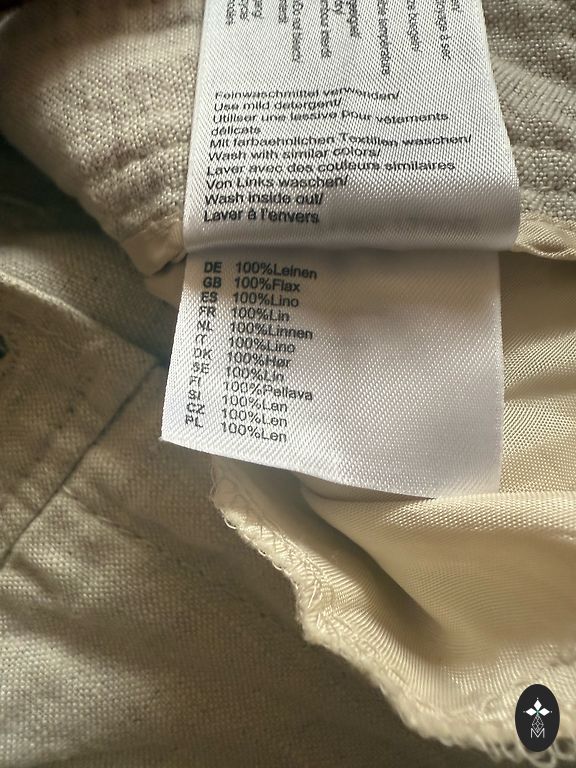 Feinwaschmittel verwenden/
Use mild detergent/
Utiliser une lessive pour vêtements
délicats
Mit farbaehnlichen Textilien waschen/
Wash with similar colors/
Laver avec des couleurs similaires
Von Links waschen/
Wash inside out/
Laver à l'envers
DE 100%Leinen
GB 100%Flax
ES 100%Lino
FR 100%Lin
NL 100%Linnen
IT 100%Lino
DK 100%Hør
SE 100%Lin
FI 100%Pellava
SI 100%Lan
CZ 100%Len
PL 100%Len
M